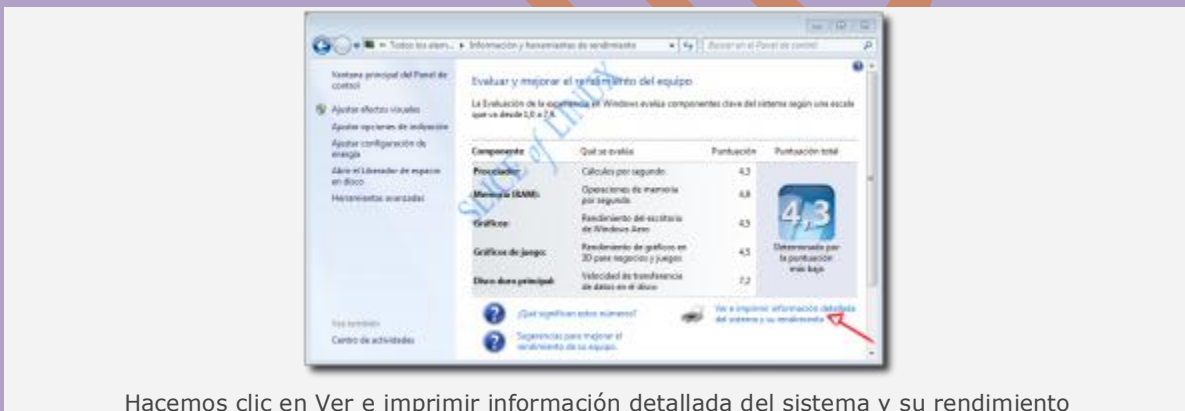 Todos los elem... ▸ Información y herramientas de rendimiento
Buscar en el Panel de control
Ventana principal del Panel de
control
Ajustar efectos visuales
Ajustar opciones de indización
Ajustar configuración de
energía
Abrir el Liberador de espacio
en disco
Herramientas avanzadas
Vea también
Centro de actividades
Evaluar y mejorar el rendimiento del equipo
La Evaluación de la experiencia en Windows evalúa componentes clave del sistema según una escala
que va desde 1,0 a 7,9.
Componente Qué se evalúa Puntuación Puntuación total
Procesador: Cálculos por segundo 4,3
Memoria (RAM): Operaciones de memoria
por segundo 4,8
Gráficos: Rendimiento del escritorio
de Windows Aero 4,5
Gráficos de juego: Rendimiento de gráficos en
3D para negocios y juegos 4,5
Disco duro principal: Velocidad de transferencia
de datos en el disco 7,2
4,3
Determinado por
la puntuación
más baja
¿Qué significan estos números?
Ver e imprimir información detallada
del sistema y su rendimiento
Sugerencias para mejorar el
rendimiento de su equipo.
SLICE of LINUX
Hacemos clic en Ver e imprimir información detallada del sistema y su rendimiento